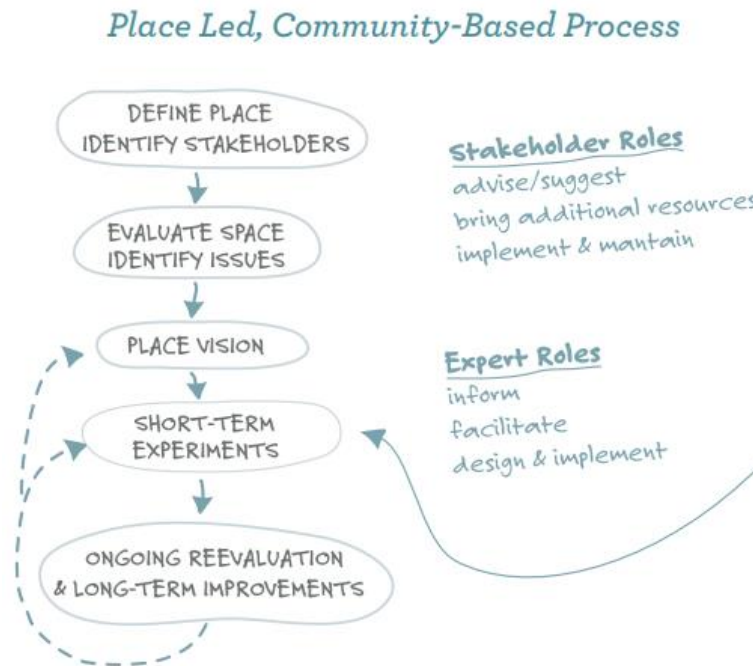 Place Led, Community-Based Process
DEFINE PLACE
IDENTIFY STAKEHOLDERS
EVALUATE SPACE
IDENTIFY ISSUES
PLACE VISION
SHORT-TERM
EXPERIMENTS
ONGOING REEVALUATION
& LONG-TERM IMPROVEMENTS
Stakeholder Roles
advise/suggest
bring additional resources
implement & mantain
Expert Roles
inform
facilitate
design & implement